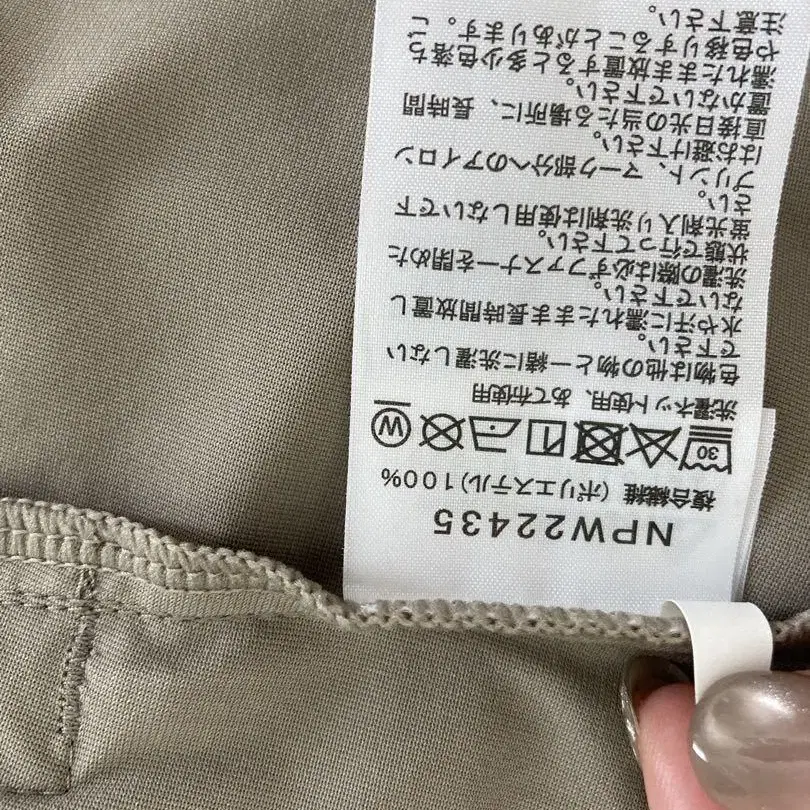 NPW22435
複合繊維(ポリエステル)100%
30
W
洗濯ネット使用、あて布使用
色物は他の物と一緒に洗濯しない
で下さい。
水や汗に濡れたまま長時間放置し
ないで下さい。
洗濯の際は必ずファスナーを閉めた
状態で行って下さい。
蛍光剤入り洗剤は使用しないで下
さい。
プリント、マーク部分へのアイロン
はお避け下さい。
直接日光の当たる場所に、長時間
置かないで下さい。
濡れたまま放置すると多少色落ち
や色移りすることがあります。ご
注意下さい。